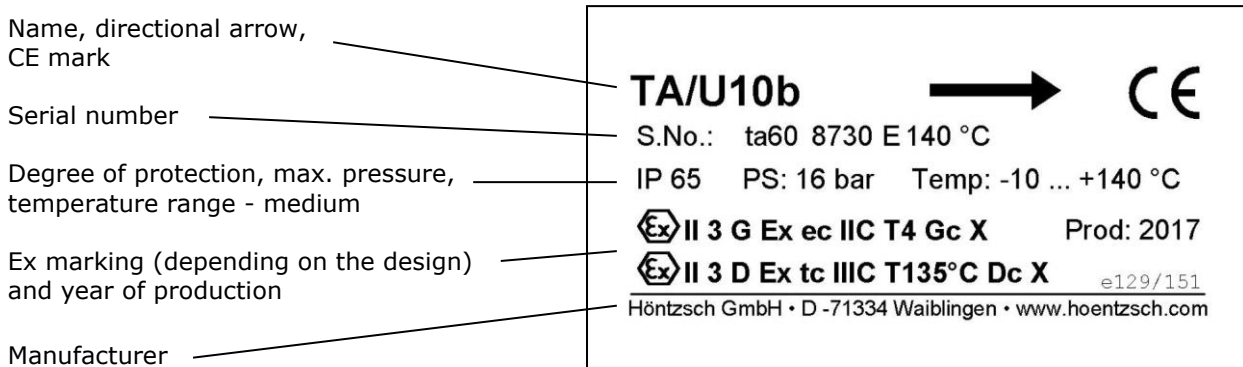 Name, directional arrow,
CE mark
Serial number
Degree of protection, max. pressure,
temperature range - medium
Ex marking (depending on the design)
and year of production
Manufacturer
TA/U10b CE
S.No.: ta60 8730 E 140 °C
IP 65 PS: 16 bar Temp: -10 ... +140 °C
Ex II 3 G Ex ec IIC T4 Gc X Prod: 2017
Ex II 3 D Ex tc IIIC T135°C Dc X e129/151
Höntzsch GmbH • D -71334 Waiblingen • www.hoentzsch.com